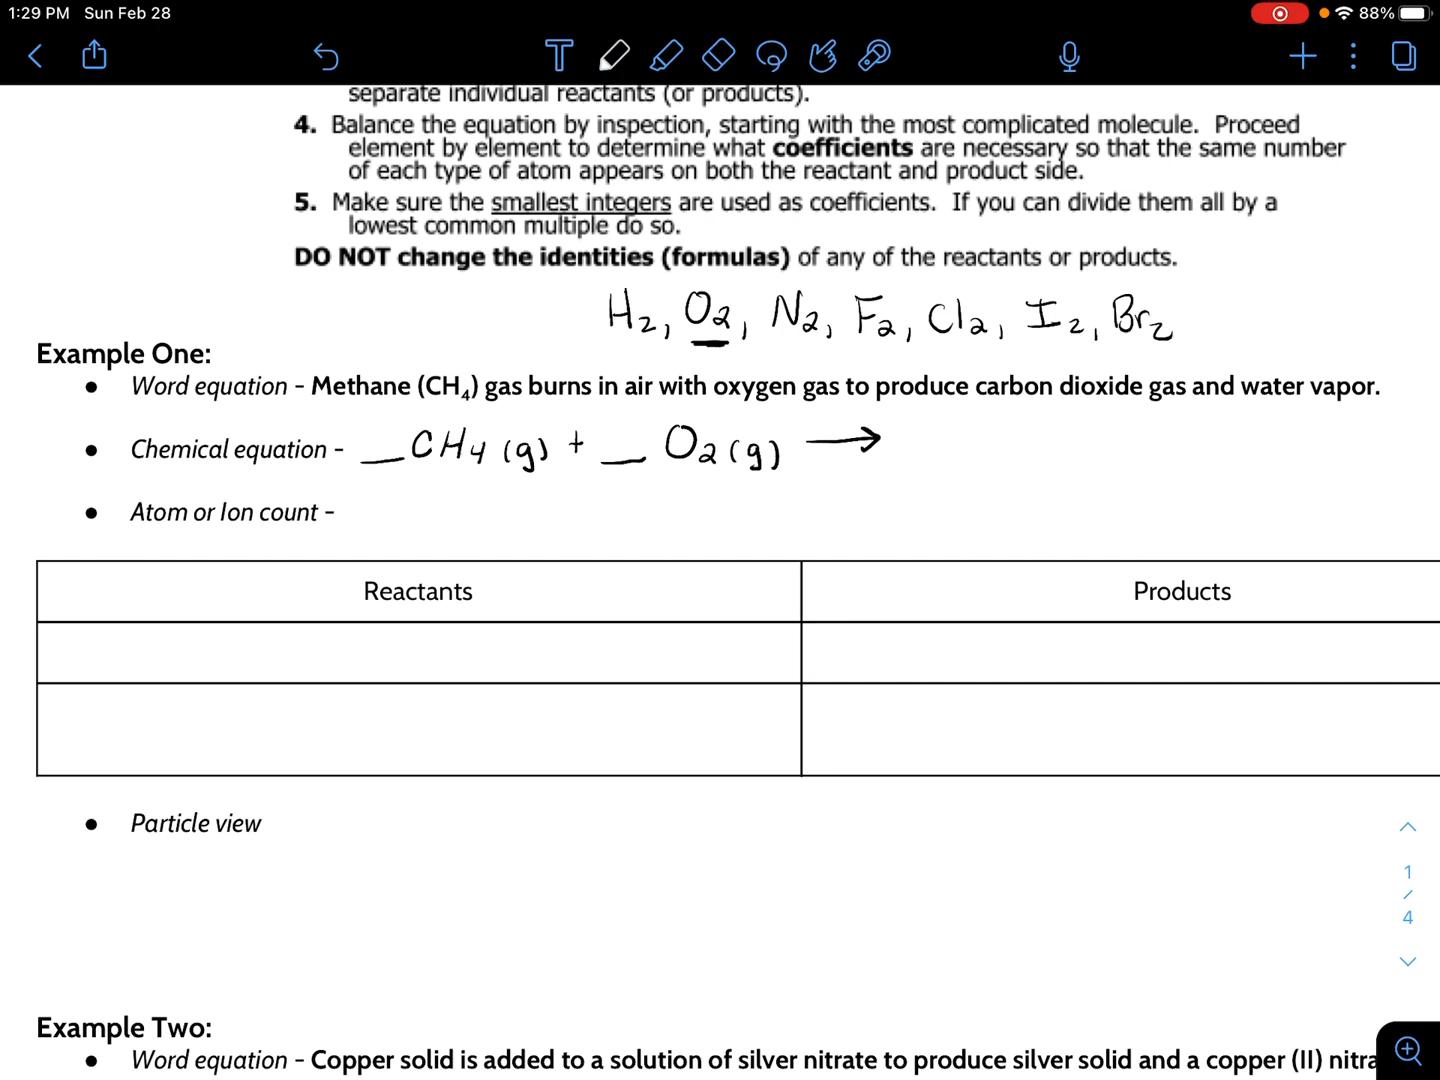 1:29 PM Sun Feb 28 88%
separate individual reactants (or products).
4. Balance the equation by inspection, starting with the most complicated molecule. Proceed
element by element to determine what coefficients are necessary so that the same number
of each type of atom appears on both the reactant and product side.
5. Make sure the smallest integers are used as coefficients. If you can divide them all by a
lowest common multiple do so.
DO NOT change the identities (formulas) of any of the reactants or products.
H₂, O₂, N₂, F₂, Cl₂, I₂, Br₂
Example One:
● Word equation - Methane (CH₄) gas burns in air with oxygen gas to produce carbon dioxide gas and water vapor.
● Chemical equation - __CH₄(g) + __ O₂(g) →
● Atom or Ion count -
Reactants Products
● Particle view
1
/
4
Example Two:
● Word equation - Copper solid is added to a solution of silver nitrate to produce silver solid and a copper (II) nitra